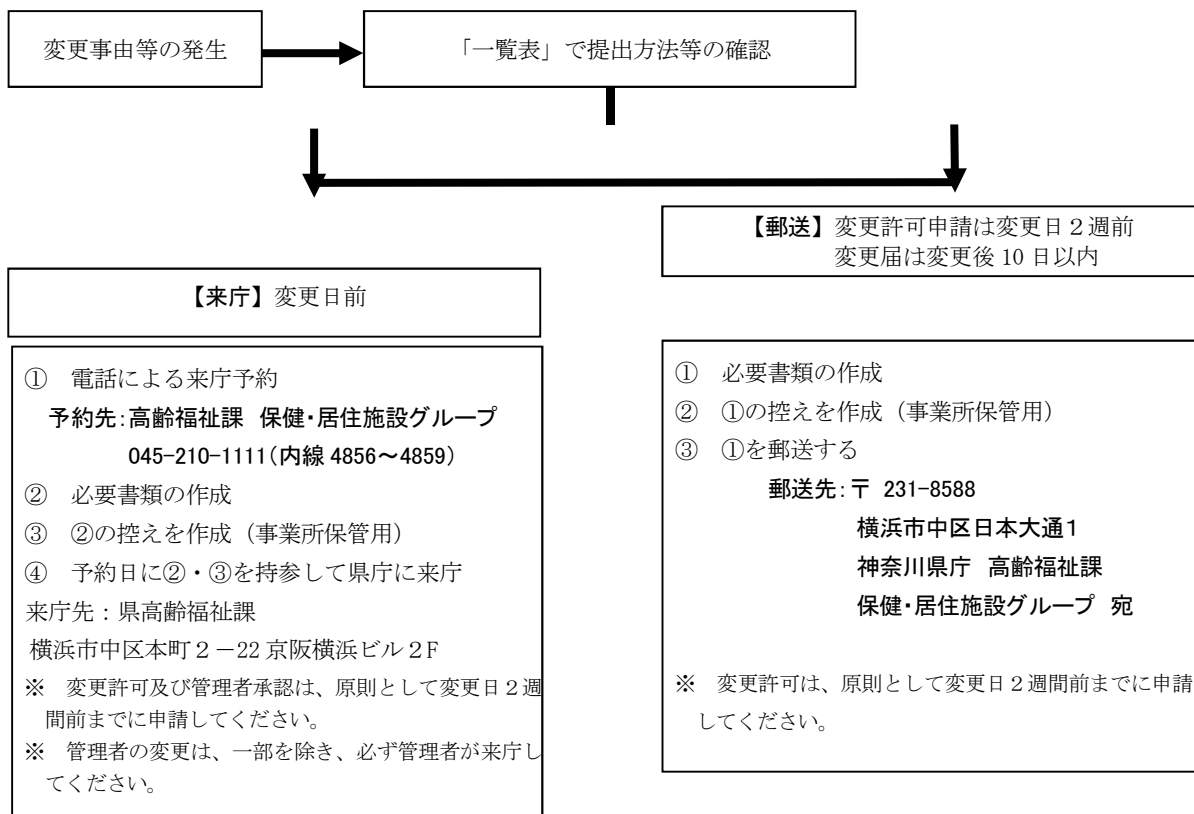 変更事由等の発生
「一覧表」で提出方法等の確認
【来庁】変更日前
① 電話による来庁予約
予約先:高齢福祉課 保健・居住施設グループ
045-210-1111(内線 4856～4859)
② 必要書類の作成
③ ②の控えを作成（事業所保管用）
④ 予約日に②・③を持参して県庁に来庁
来庁先：県高齢福祉課
横浜市中区本町２－22 京阪横浜ビル２F
※ 変更許可及び管理者承認は、原則として変更日２週
間前までに申請してください。
※ 管理者の変更は、一部を除き、必ず管理者が来庁し
てください。
【郵送】変更許可申請は変更日２週前
変更届は変更後 10 日以内
① 必要書類の作成
② ①の控えを作成（事業所保管用）
③ ①を郵送する
郵送先:〒 231-8588
横浜市中区日本大通1
神奈川県庁 高齢福祉課
保健・居住施設グループ 宛
※ 変更許可は、原則として変更日２週間前までに申請
してください。